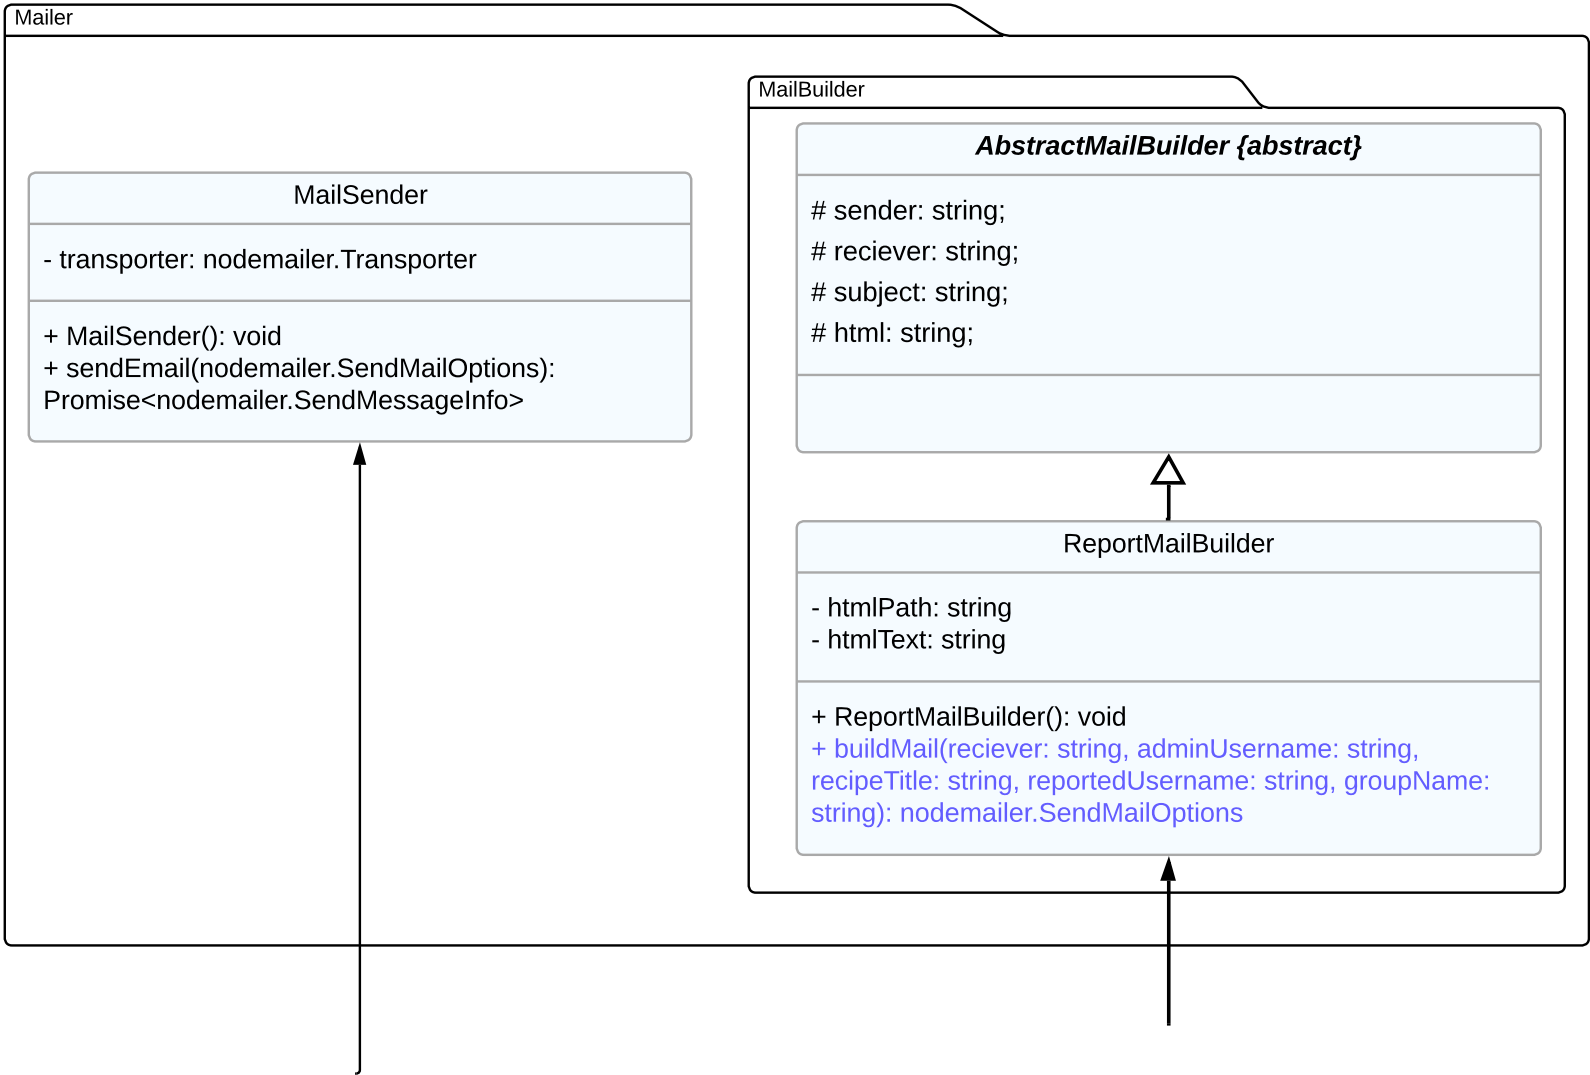 Mailer
MailBuilder
AbstractMailBuilder {abstract}
# sender: string;
# reciever: string;
# subject: string;
# html: string;
MailSender
- transporter: nodemailer.Transporter
+ MailSender(): void
+ sendEmail(nodemailer.SendMailOptions):
Promise<nodemailer.SendMessageInfo>
ReportMailBuilder
- htmlPath: string
- htmlText: string
+ ReportMailBuilder(): void
+ buildMail(reciever: string, adminUsername: string,
recipeTitle: string, reportedUsername: string, groupName:
string): nodemailer.SendMailOptions